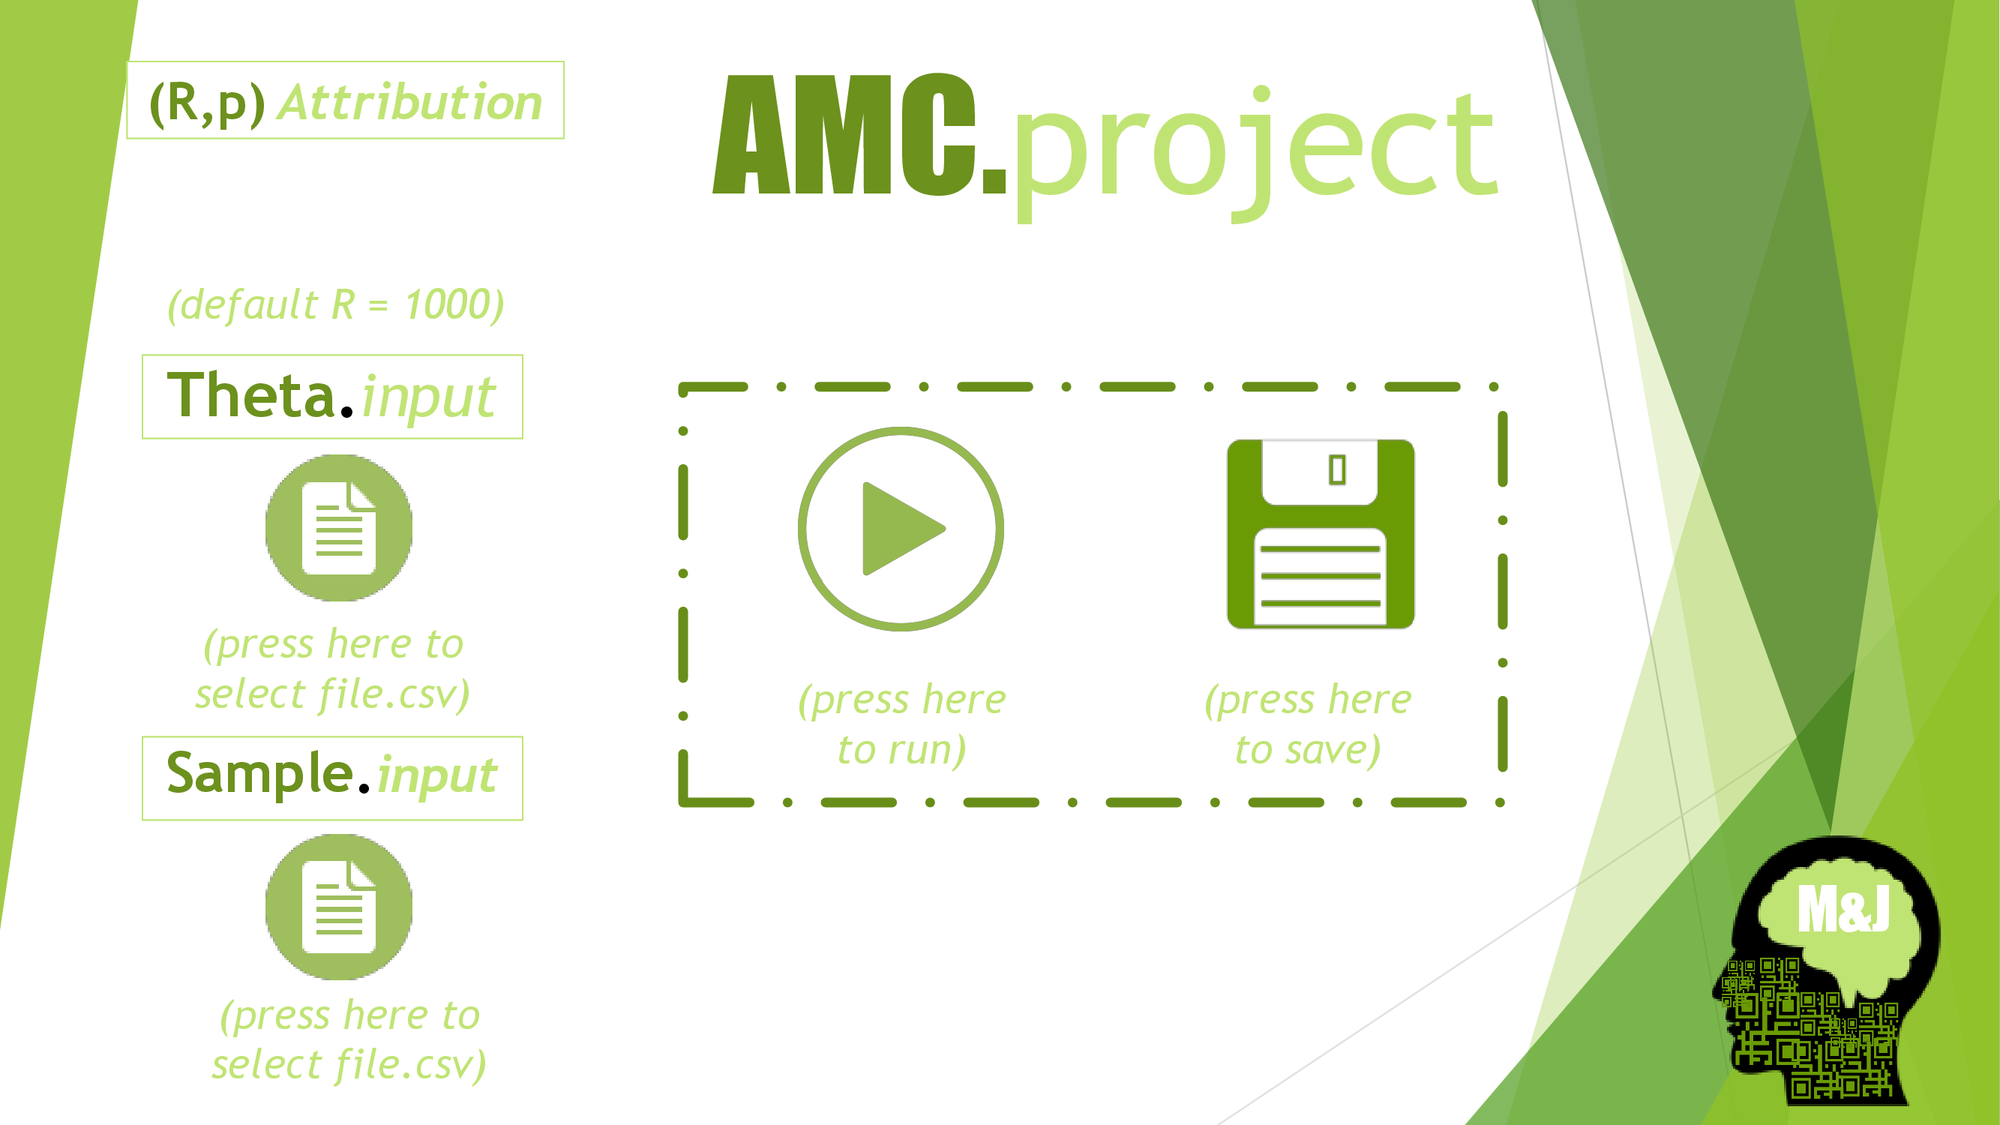 (R,p) Attribution
AMC.project
(default R = 1000)
Theta.input
(press here to
select file.csv)
Sample.input
(press here to
select file.csv)
(press here
to run)
(press here
to save)
M&J